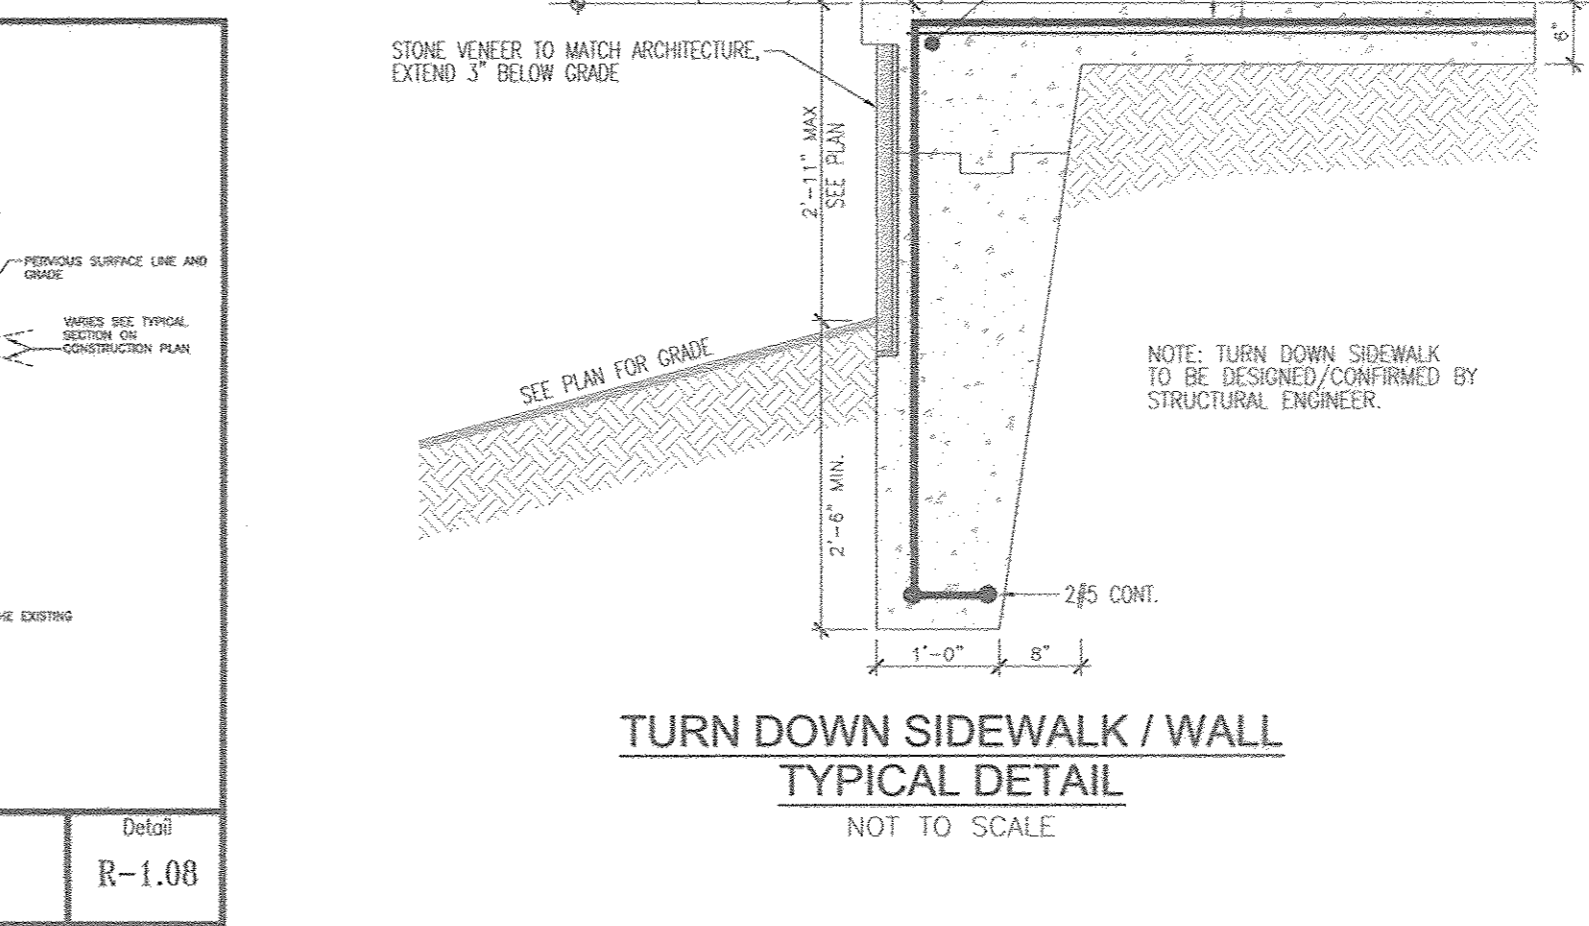 STONE VENEER TO MATCH ARCHITECTURE,
EXTEND 3" BELOW GRADE
6"
2'-11" MAX
SEE PLAN
PERVIOUS SURFACE LINE AND
GRADE
VARIES SEE TYPICAL
SECTION ON
CONSTRUCTION PLAN
SEE PLAN FOR GRADE
NOTE: TURN DOWN SIDEWALK
TO BE DESIGNED/CONFIRMED BY
STRUCTURAL ENGINEER.
2'-6" MIN.
2#5 CONT.
EXISTING
1'-0"
8"
TURN DOWN SIDEWALK / WALL
TYPICAL DETAIL
NOT TO SCALE
Detail
R-1.08